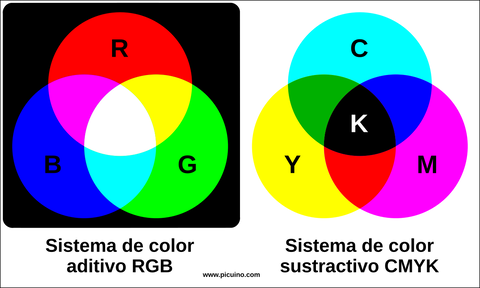 R
B
G
C
K
Y
M
Sistema de color
aditivo RGB
www.picuino.com
Sistema de color
sustractivo CMYK